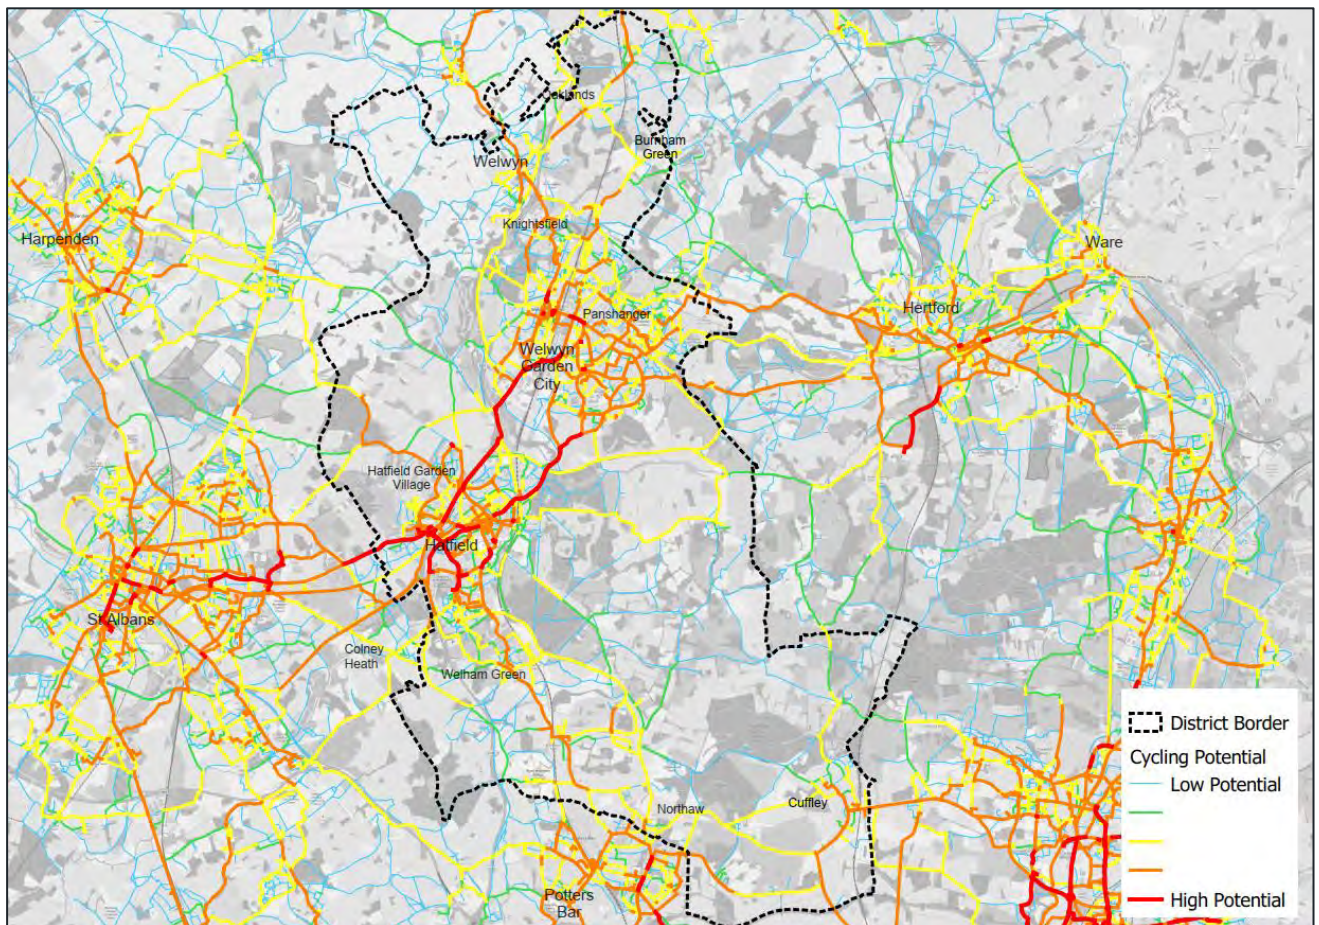 Oaklands
Burnham
Green
Welwyn
Knightsfield
Harpenden
Ware
Hertford
Panshanger
Welwyn
Garden
City
Hatfield Garden
Village
Hatfield
St Albans
Colney
Heath
Welham Green
Northaw
Cuffley
Potters
Bar
District Border
Cycling Potential
Low Potential
High Potential